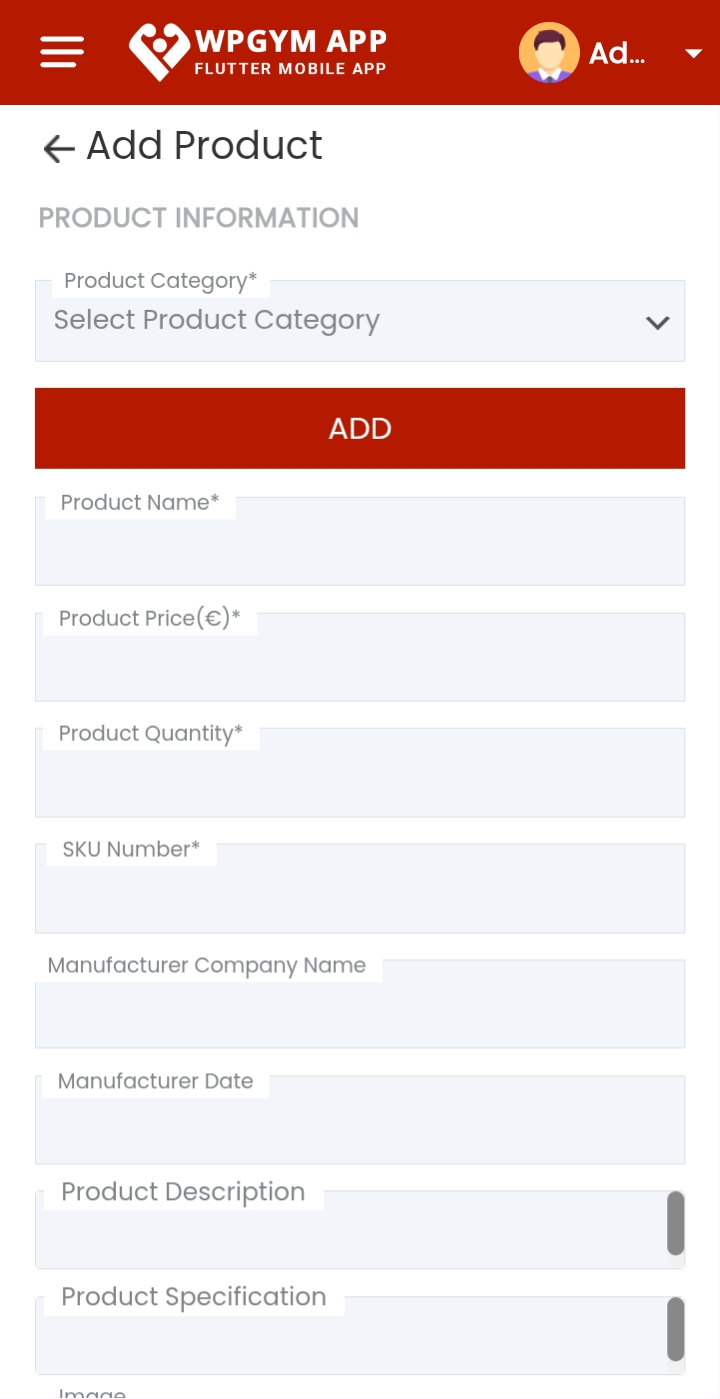 WPGYM APP
FLUTTER MOBILE APP
Ad...
Add Product
PRODUCT INFORMATION
Product Category*
Select Product Category
ADD
Product Name*
Product Price(€)*
Product Quantity*
SKU Number*
Manufacturer Company Name
Manufacturer Date
Product Description
Product Specification
Image